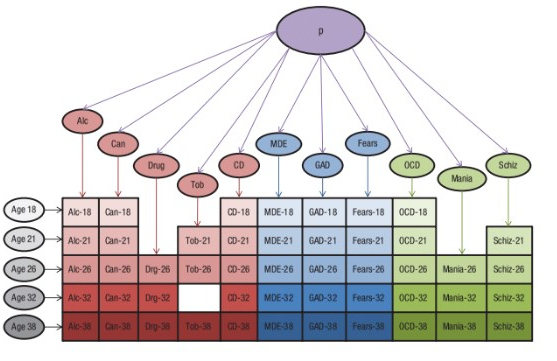 p
Alc
Can
Drug
Tob
CD
MDE
GAD
Fears
OCD
Mania
Schiz
Age 18 Alc-18 Can-18 CD-18 MDE-18 GAD-18 Fears-18 OCD-18
Age 21 Alc-21 Can-21 Tob-21 CD-21 MDE-21 GAD-21 Fears-21 OCD-21 Schiz-21
Age 26 Alc-26 Can-26 Drg-26 Tob-26 CD-26 MDE-26 GAD-26 Fears-26 OCD-26 Mania-26 Schiz-26
Age 32 Alc-32 Can-32 Drg-32 CD-32 MDE-32 GAD-32 Fears-32 OCD-32 Mania-32 Schiz-32
Age 38 Alc-38 Can-38 Drg-38 Tob-38 CD-38 MDE-38 GAD-38 Fears-38 OCD-38 Mania-38 Schiz-38